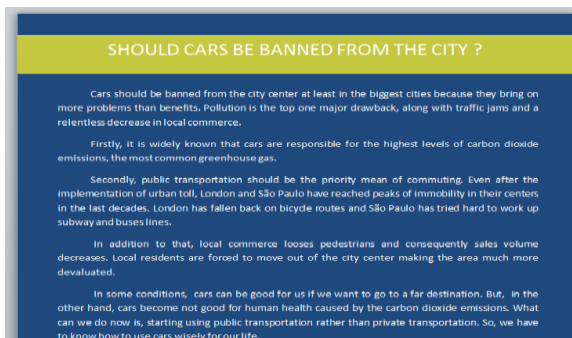 SHOULD CARS BE BANNED FROM THE CITY ?
Cars should be banned from the city center at least in the biggest cities because they bring on
more problems than benefits. Pollution is the top one major drawback, along with traffic jams and a
relentless decrease in local commerce.
Firstly, it is widely known that cars are responsible for the highest levels of carbon dioxide
emissions, the most common greenhouse gas.
Secondly, public transportation should be the priority mean of commuting. Even after the
implementation of urban toll, London and São Paulo have reached peaks of immobility in their centers
in the last decades. London has fallen back on bicycle routes and São Paulo has tried hard to work up
subway and buses lines.
In addition to that, local commerce looses pedestrians and consequently sales volume
decreases. Local residents are forced to move out of the city center making the area much more
devaluated.
In some conditions, cars can be good for us if we want to go to a far destination. But, in the
other hand, cars become not good for human health caused by the carbon dioxide emissions. What
can we do now is, starting using public transportation rather than private transportation. So, we have
to know how to use cars wisely for our life.